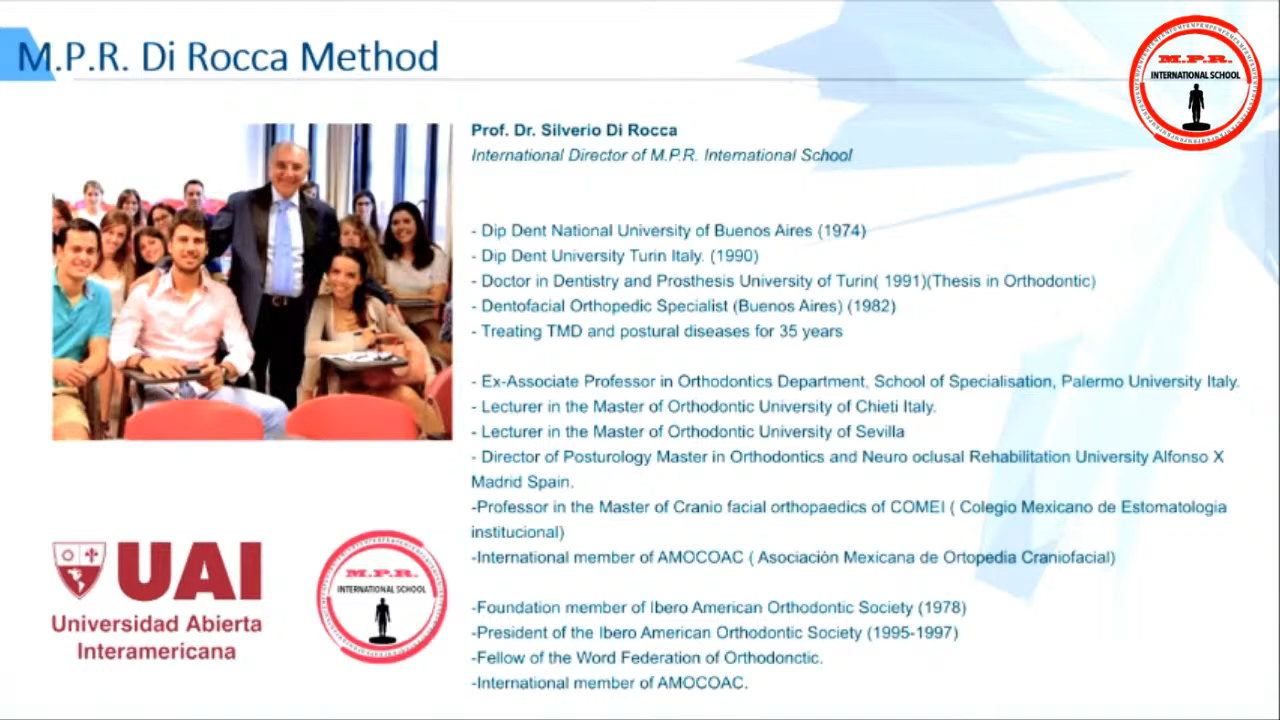 M.P.R. Di Rocca Method
M.P.R.
INTERNATIONAL SCHOOL
Prof. Dr. Silverio Di Rocca
International Director of M.P.R. International School
- Dip Dent National University of Buenos Aires (1974)
- Dip Dent University Turin Italy. (1990)
- Doctor in Dentistry and Prosthesis University of Turin( 1991)(Thesis in Orthodontic)
- Dentofacial Orthopedic Specialist (Buenos Aires) (1982)
- Treating TMD and postural diseases for 35 years
- Ex-Associate Professor in Orthodontics Department, School of Specialisation, Palermo University Italy.
- Lecturer in the Master of Orthodontic University of Chieti Italy.
- Lecturer in the Master of Orthodontic University of Sevilla
- Director of Posturology Master in Orthodontics and Neuro oclusal Rehabilitation University Alfonso X
Madrid Spain.
-Professor in the Master of Cranio facial orthopaedics of COMEI ( Colegio Mexicano de Estomatologia
institucional)
-International member of AMOCOAC ( Asociación Mexicana de Ortopedia Craniofacial)
-Foundation member of Ibero American Orthodontic Society (1978)
-President of the Ibero American Orthodontic Society (1995-1997)
-Fellow of the Word Federation of Orthodonctic.
-International member of AMOCOAC.
UAI
Universidad Abierta
Interamericana
M.P.R.
INTERNATIONAL SCHOOL